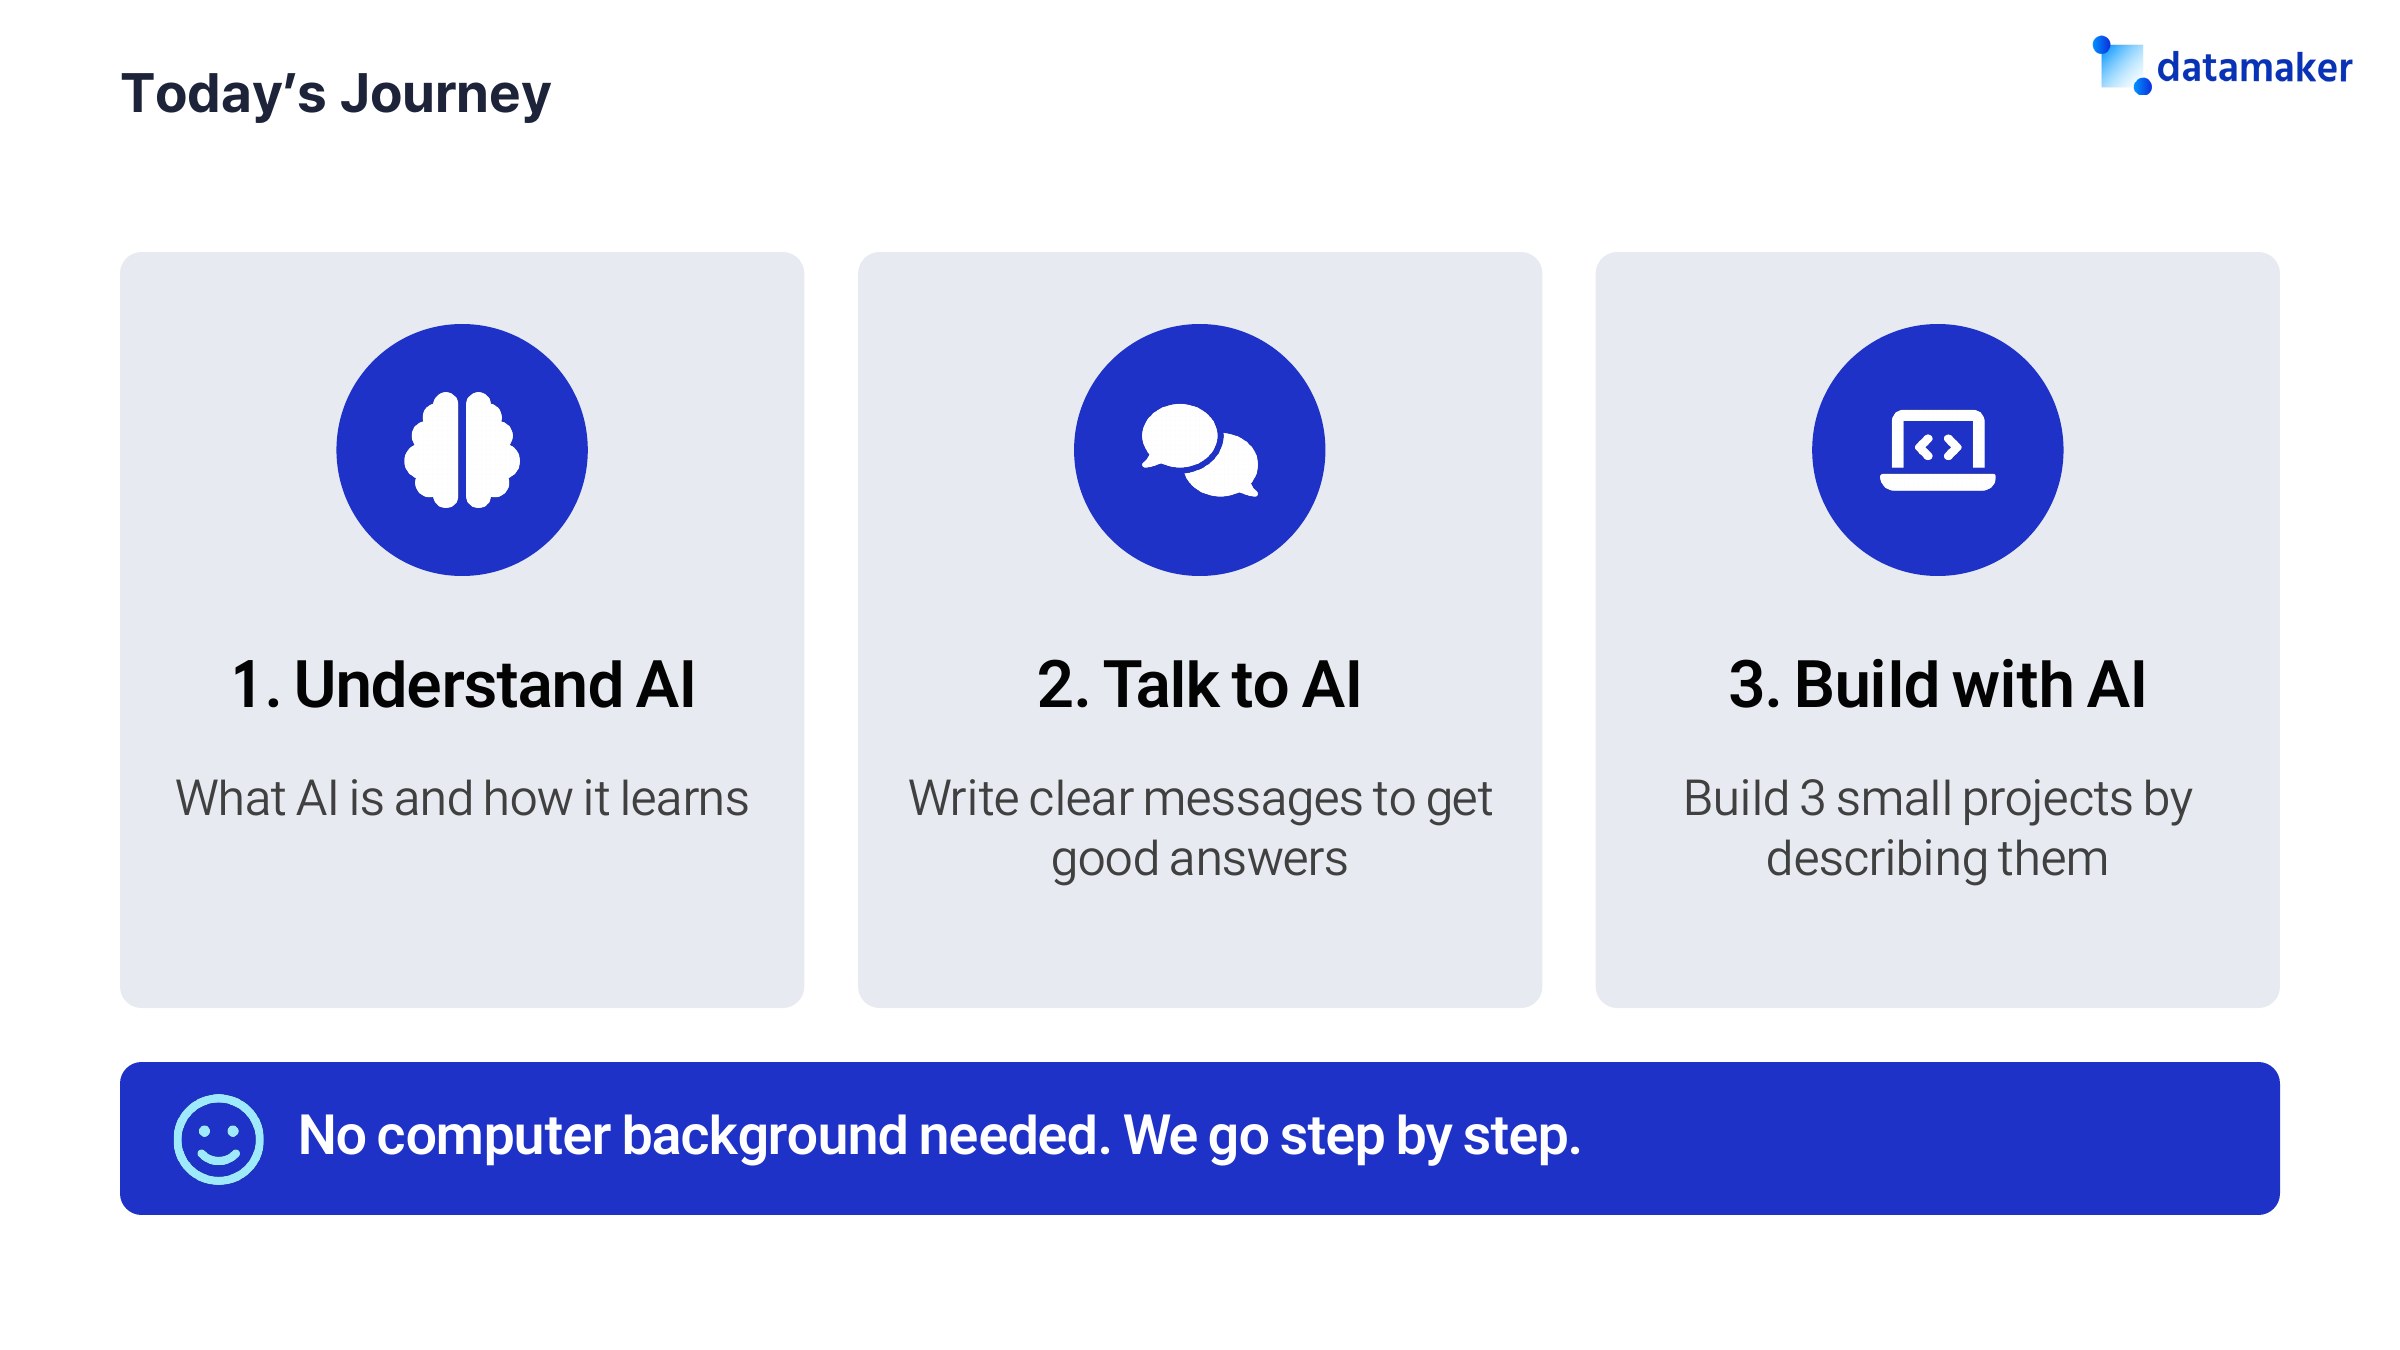 Today’s Journey
datamaker
1. Understand AI
What AI is and how it learns
2. Talk to AI
Write clear messages to get
good answers
3. Build with AI
Build 3 small projects by
describing them
No computer background needed. We go step by step.